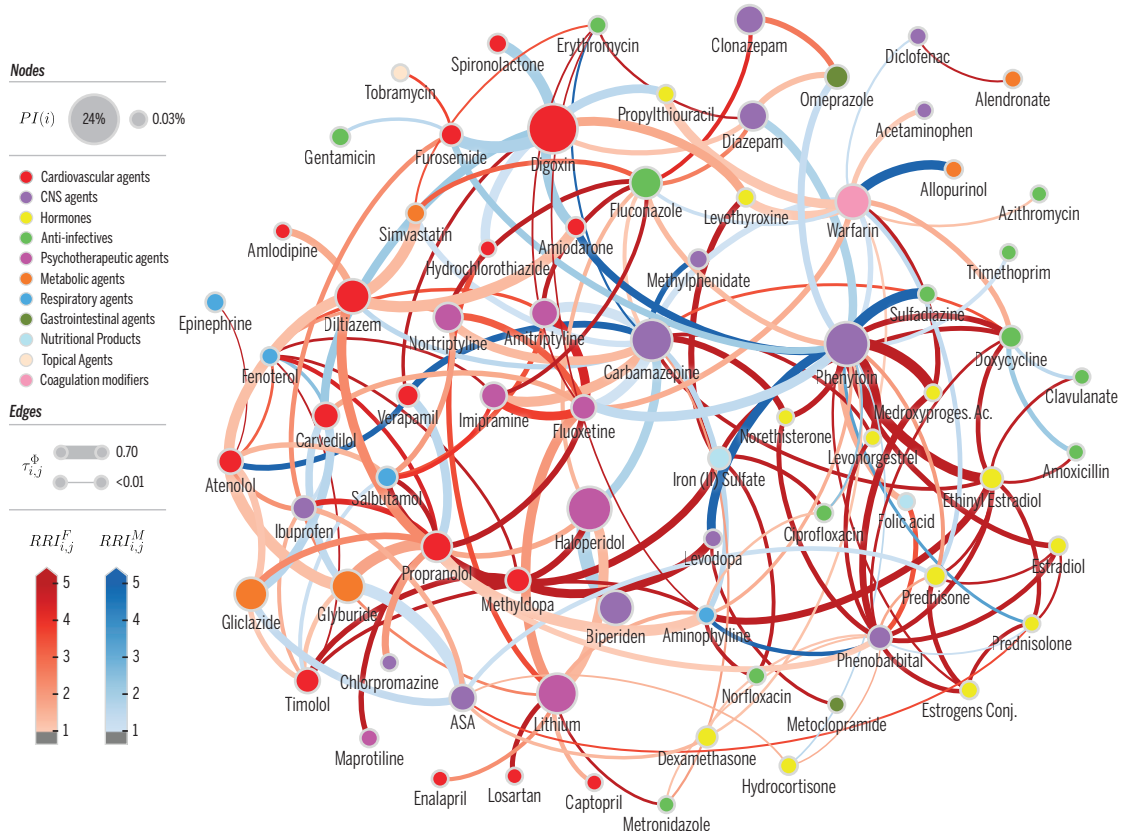 Nodes
PI(i)
24%
0.03%
Cardiovascular agents
CNS agents
Hormones
Anti-infectives
Psychotherapeutic agents
Metabolic agents
Respiratory agents
Gastrointestinal agents
Nutritional Products
Topical Agents
Coagulation modifiers
Edges
τ^Φ_{i,j}
0.70
<0.01
RRI^F_{i,j} RRI^M_{i,j}
5 5
4 4
3 3
2 2
1 1
Erythromycin
Clonazepam
Spironolactone
Diclofenac
Tobramycin
Omeprazole
Alendronate
Propylthiouracil
Acetaminophen
Gentamicin
Furosemide
Digoxin
Diazepam
Allopurinol
Fluconazole
Levothyroxine
Azithromycin
Simvastatin
Warfarin
Amlodipine
Hydrochlorothiazide
Amiodarone
Trimethoprim
Methylphenidate
Epinephrine
Diltiazem
Sulfadiazine
Nortriptyline
Amitriptyline
Doxycycline
Fenoterol
Carbamazepine
Phenytoin
Clavulanate
Verapamil
Imipramine
Medroxyproges. Ac.
Carvedilol
Fluoxetine
Norethisterone
Levonorgestrel
Atenolol
Salbutamol
Iron (II) Sulfate
Amoxicillin
Ethinyl Estradiol
Ibuprofen
Haloperidol
Ciprofloxacin
Folic acid
Levodopa
Estradiol
Propranolol
Methyldopa
Prednisone
Gliclazide
Glyburide
Biperiden
Aminophylline
Prednisolone
Phenobarbital
Chlorpromazine
Timolol
ASA
Lithium
Norfloxacin
Metoclopramide
Estrogens Conj.
Maprotiline
Dexamethasone
Hydrocortisone
Enalapril
Losartan
Captopril
Metronidazole